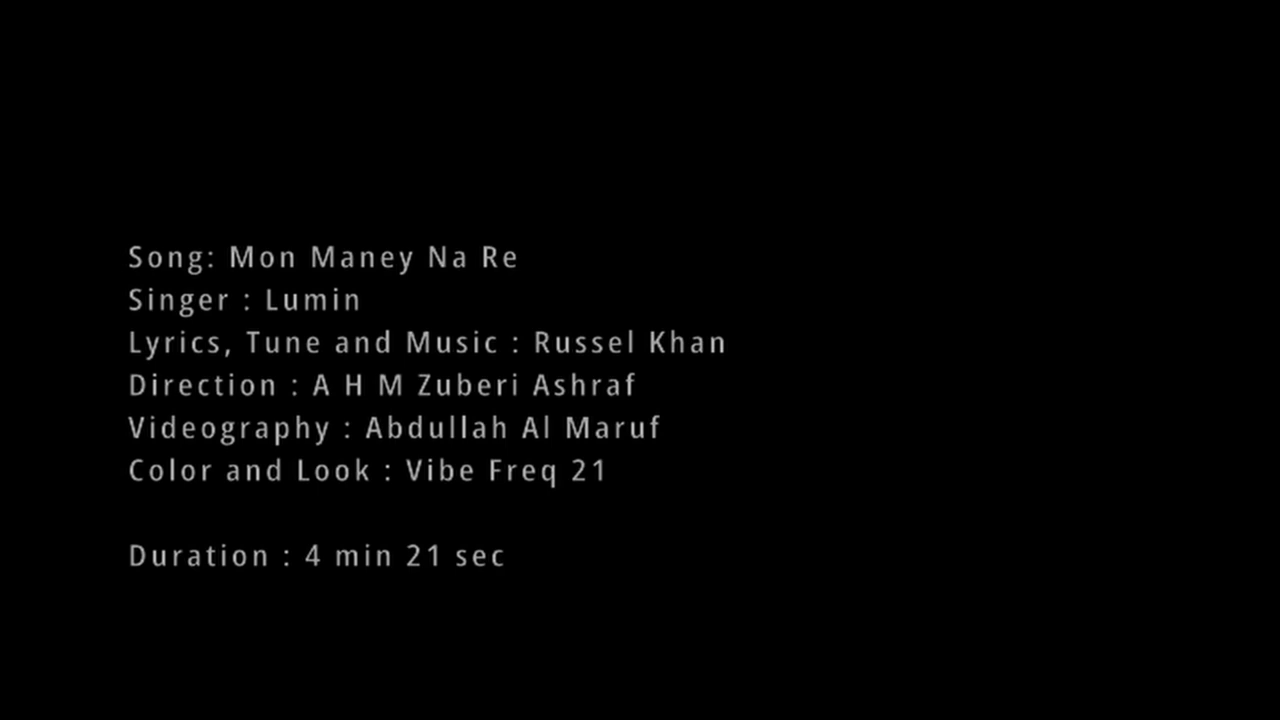 Song: Mon Maney Na Re
Singer : Lumin
Lyrics, Tune and Music : Russel Khan
Direction : A H M Zuberi Ashraf
Videography : Abdullah Al Maruf
Color and Look : Vibe Freq 21
Duration : 4 min 21 sec